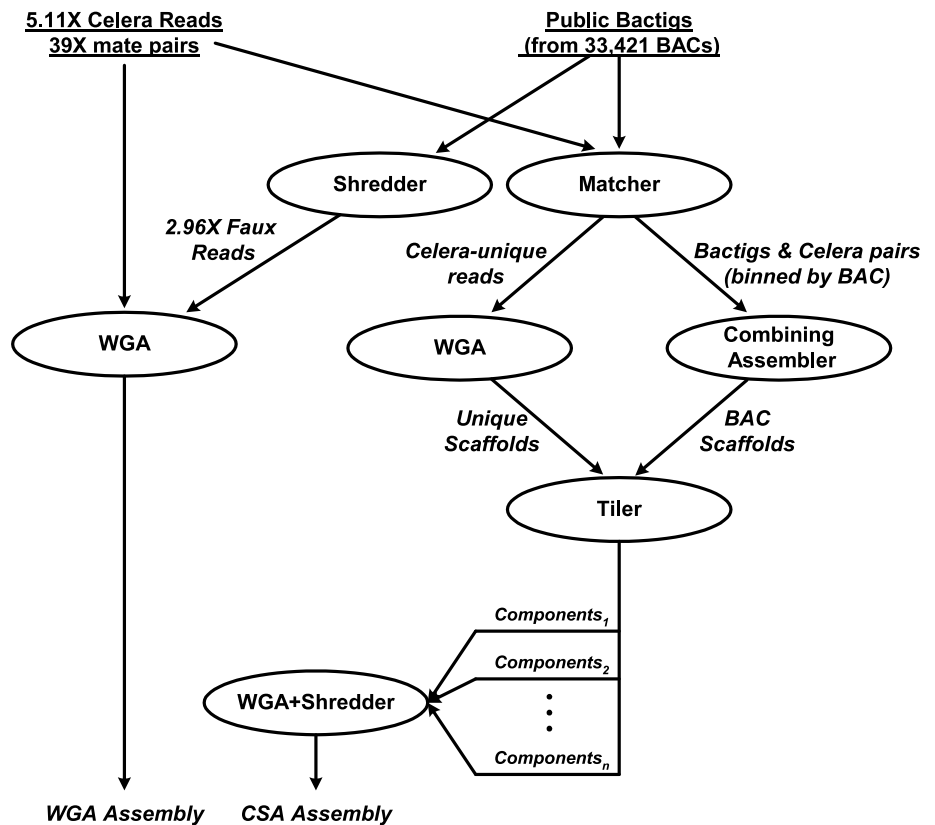 5.11X Celera Reads
39X mate pairs
Public Bactigs
(from 33,421 BACs)
Shredder
Matcher
2.96X Faux
Reads
Celera-unique
reads
Bactigs & Celera pairs
(binned by BAC)
WGA
WGA
Combining
Assembler
Unique
Scaffolds
BAC
Scaffolds
Tiler
Components1
Components2
WGA+Shredder
Componentsn
WGA Assembly
CSA Assembly